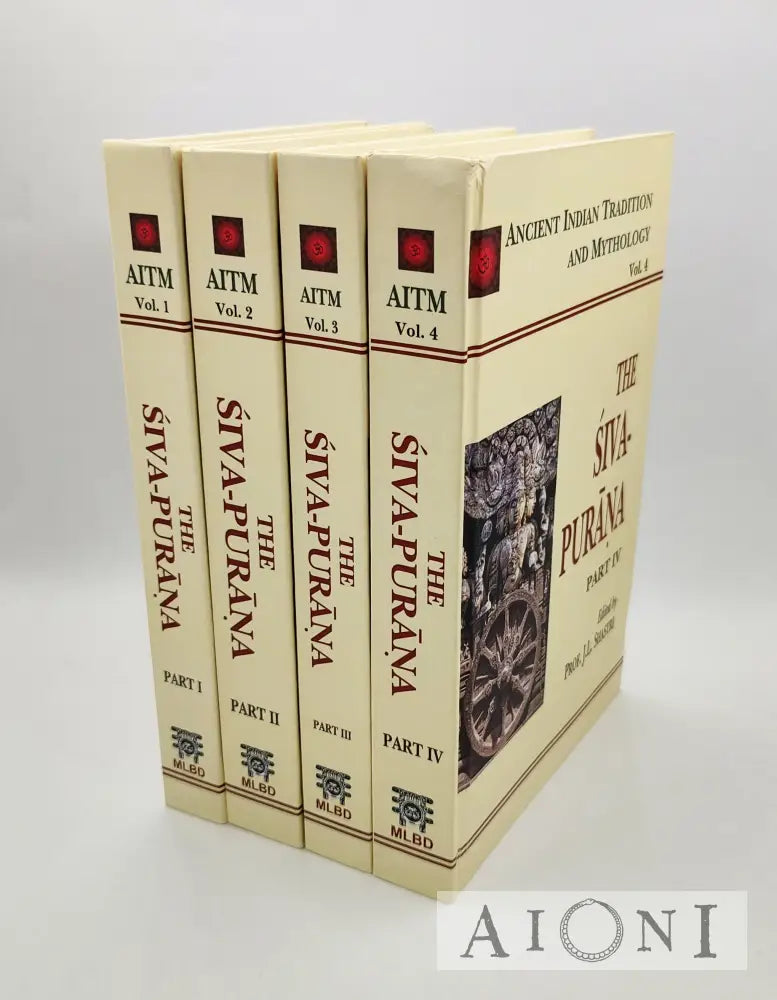 AITM
Vol. 1
THE
ŚIVA-PURĀṆA
PART I
MLBD
AITM
Vol. 2
THE
ŚIVA-PURĀṆA
PART II
MLBD
AITM
Vol. 3
THE
ŚIVA-PURĀṆA
PART III
MLBD
AITM
Vol. 4
THE
ŚIVA-PURĀṆA
PART IV
MLBD
ANCIENT INDIAN TRADITION
AND MYTHOLOGY
Vol. 4
THE
ŚIVA-
PURĀṆA
PART IV
Edited by
PROF. J.L. SHASTRI
AIONI